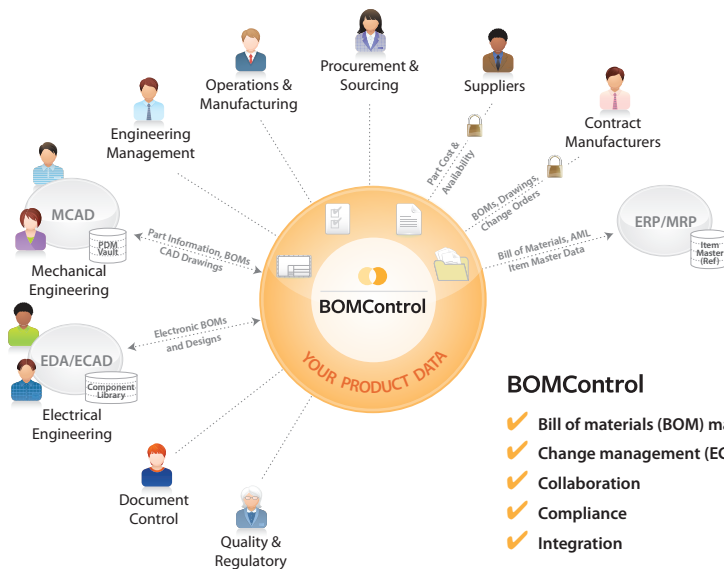 Procurement &
Sourcing
Operations &
Manufacturing
Suppliers
Engineering
Management
Contract
Manufacturers
Part Cost &
Availability
BOMs, Drawings,
Change Orders
MCAD
PDM
Vault
Mechanical
Engineering
Part Information, BOMs
CAD Drawings
ERP/MRP
Item
Master
(Ref)
Bill of Materials, AML
Item Master Data
BOMControl
YOUR PRODUCT DATA
Electronic BOMs
and Designs
EDA/ECAD
Component
Library
Electrical
Engineering
Document
Control
Quality &
Regulatory
BOMControl
Bill of materials (BOM) ma
Change management (EC
Collaboration
Compliance
Integration